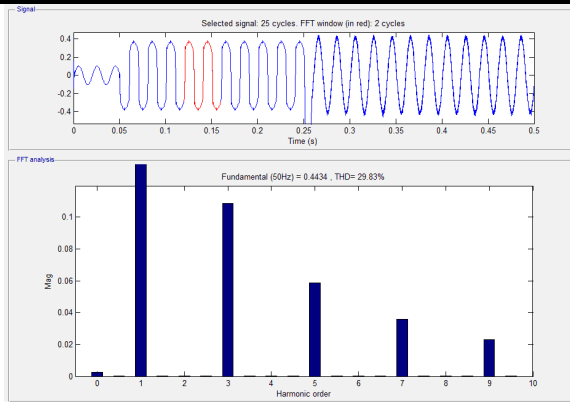 Signal
Selected signal: 25 cycles. FFT window (in red): 2 cycles
0.4
0.2
0
-0.2
-0.4
0 0.05 0.1 0.15 0.2 0.25 0.3 0.35 0.4 0.45 0.5
Time (s)
FFT analysis
Fundamental (50Hz) = 0.4434 , THD= 29.83%
0.1
0.08
0.06
0.04
0.02
0
Mag
0 1 2 3 4 5 6 7 8 9 10
Harmonic order